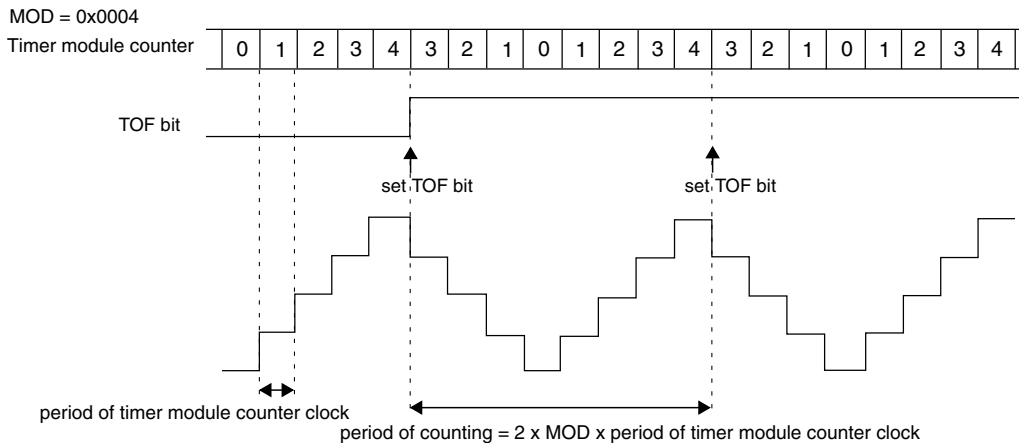 MOD = 0x0004
Timer module counter 0 1 2 3 4 3 2 1 0 1 2 3 4 3 2 1 0 1 2 3 4
TOF bit
set TOF bit set TOF bit
period of timer module counter clock
period of counting = 2 x MOD x period of timer module counter clock